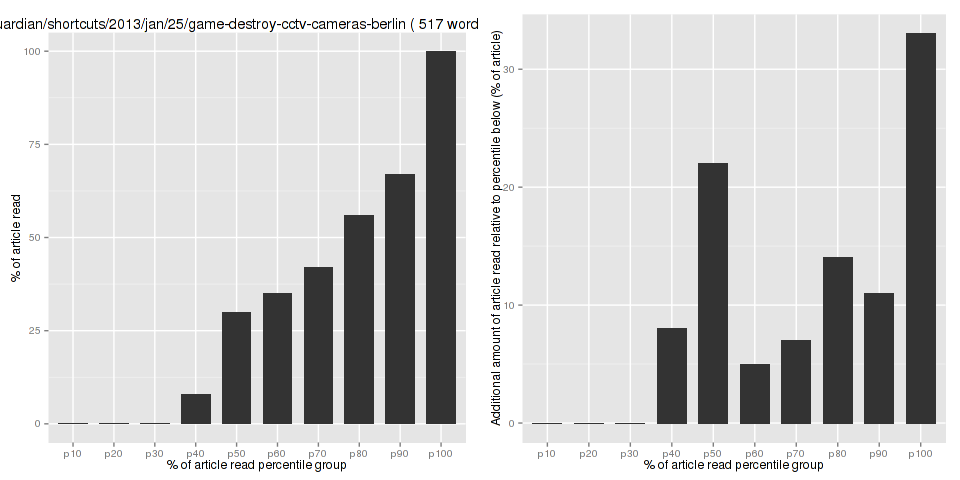 uardian/shortcuts/2013/jan/25/game-destroy-cctv-cameras-berlin ( 517 word
% of article read
100
75
50
25
0
p10 p20 p30 p40 p50 p60 p70 p80 p90 p100
% of article read percentile group
Additional amount of article read relative to percentile below (% of article)
30
20
10
0
p10 p20 p30 p40 p50 p60 p70 p80 p90 p100
% of article read percentile group